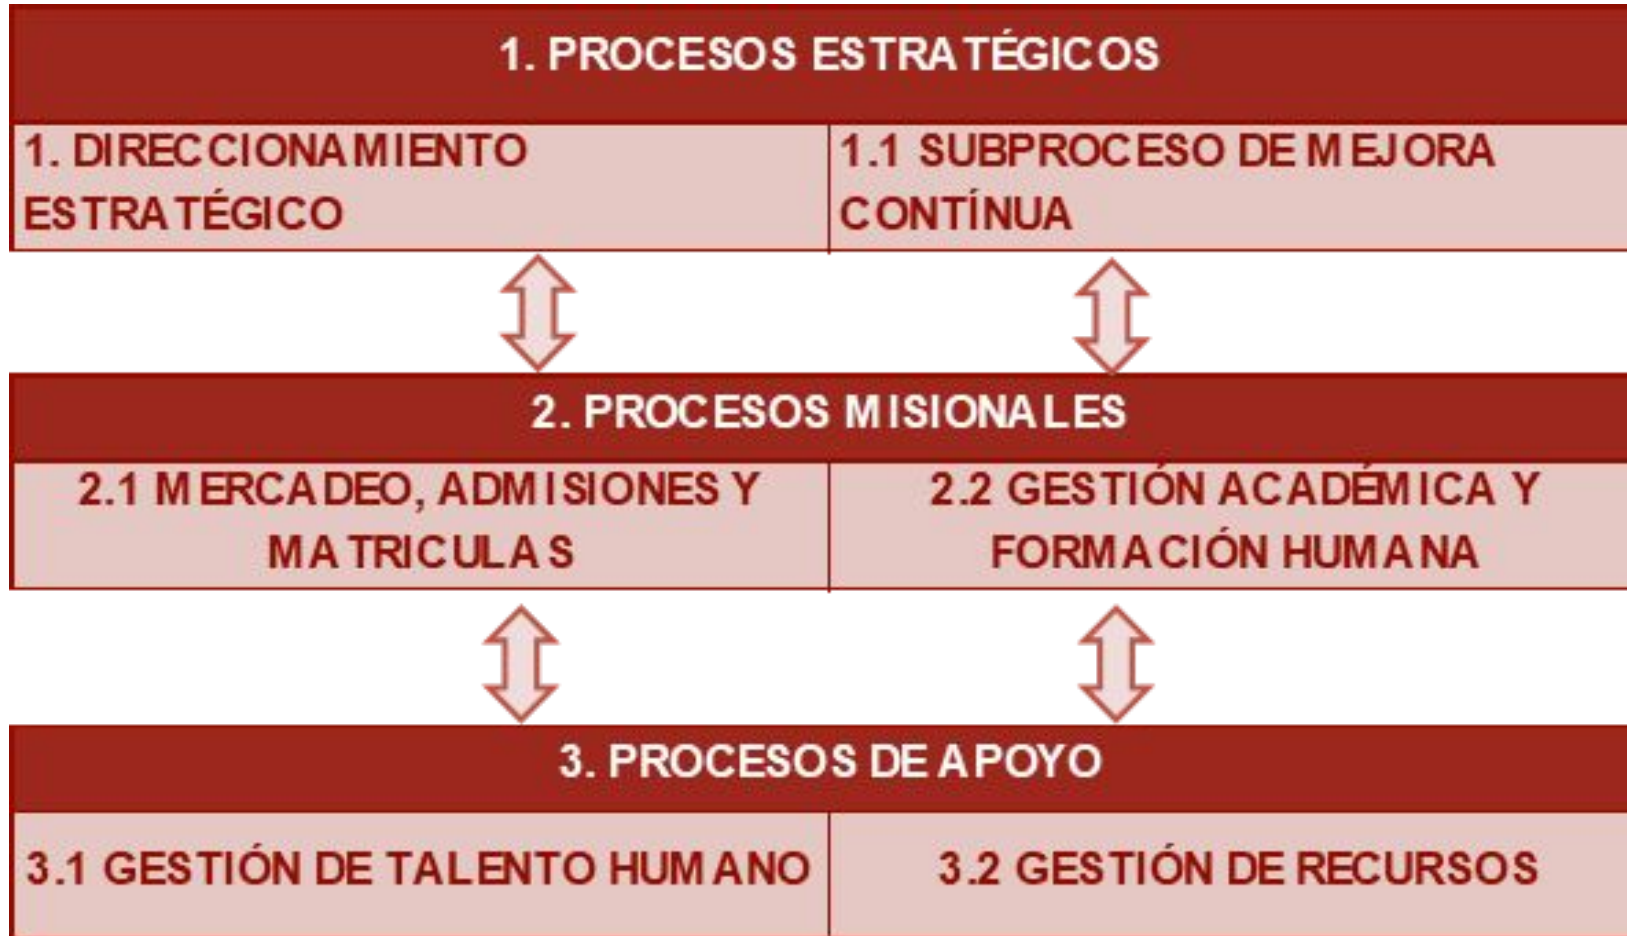 1. PROCESOS ESTRATÉGICOS
1. DIRECCIONAMIENTO
ESTRATÉGICO
1.1 SUBPROCESO DE MEJORA
CONTÍNUA
2. PROCESOS MISIONALES
2.1 MERCADEO, ADMISIONES Y
MATRICULAS
2.2 GESTIÓN ACADÉMICA Y
FORMACIÓN HUMANA
3. PROCESOS DE APOYO
3.1 GESTIÓN DE TALENTO HUMANO
3.2 GESTIÓN DE RECURSOS